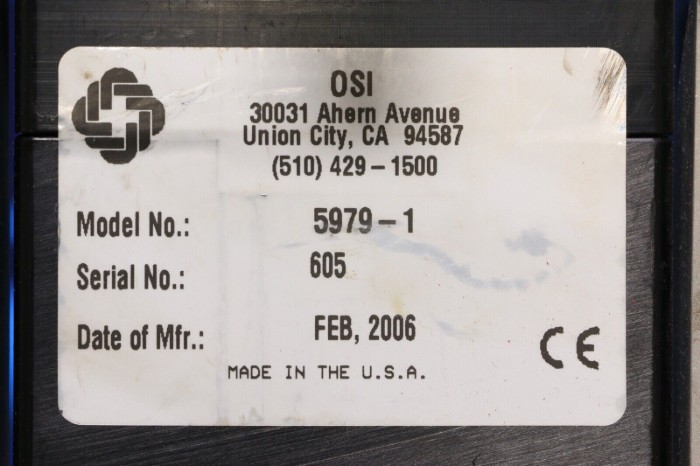 OSI
30031 Ahern Avenue
Union City, CA 94587
(510) 429-1500
Model No.: 5979-1
Serial No.: 605
Date of Mfr.: FEB, 2006
MADE IN THE U.S.A.
CE